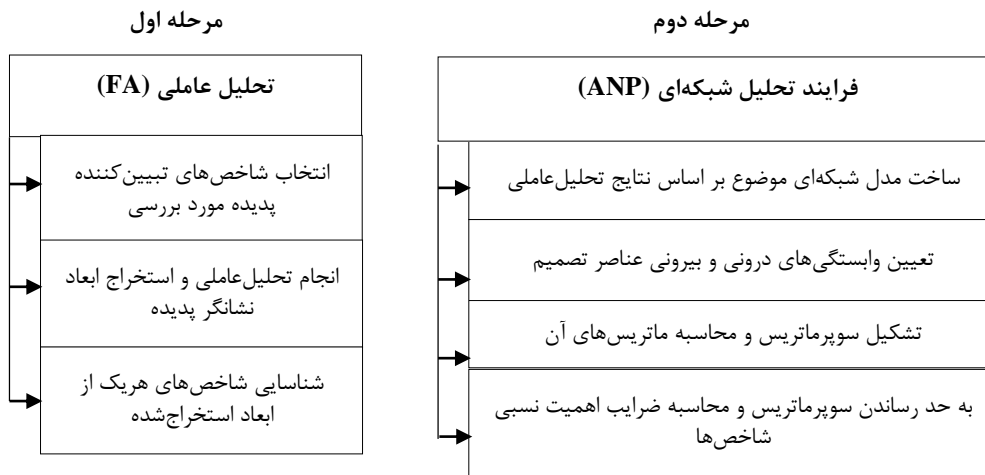 مرحله اول
تحلیل عاملی (FA)
انتخاب شاخص‌های تبیین‌کننده
پدیده مورد بررسی
انجام تحلیل‌عاملی و استخراج ابعاد
نشانگر پدیده
شناسایی شاخص‌های هریک از
ابعاد استخراج‌شده
مرحله دوم
فرایند تحلیل شبکه‌ای (ANP)
ساخت مدل شبکه‌ای موضوع بر اساس نتایج تحلیل‌عاملی
تعیین وابستگی‌های درونی و بیرونی عناصر تصمیم
تشکیل سوپرماتریس و محاسبه ماتریس‌های آن
به حد رساندن سوپرماتریس و محاسبه ضرایب اهمیت نسبی
شاخص‌ها